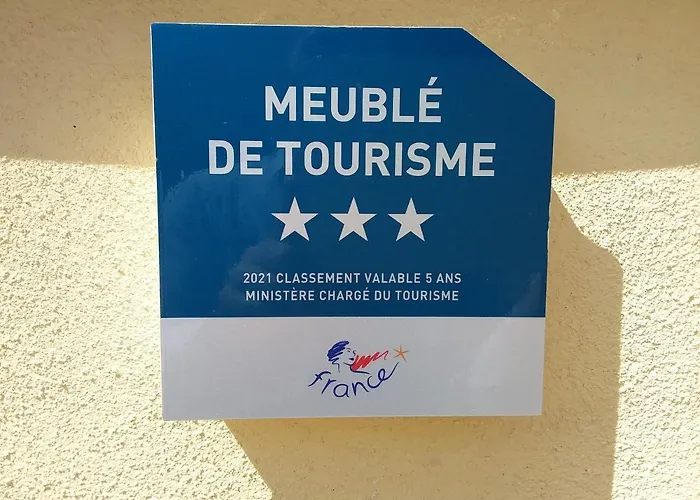 MEUBLÉ
DE TOURISME
★★★
2021 CLASSEMENT VALABLE 5 ANS
MINISTÈRE CHARGÉ DU TOURISME
france